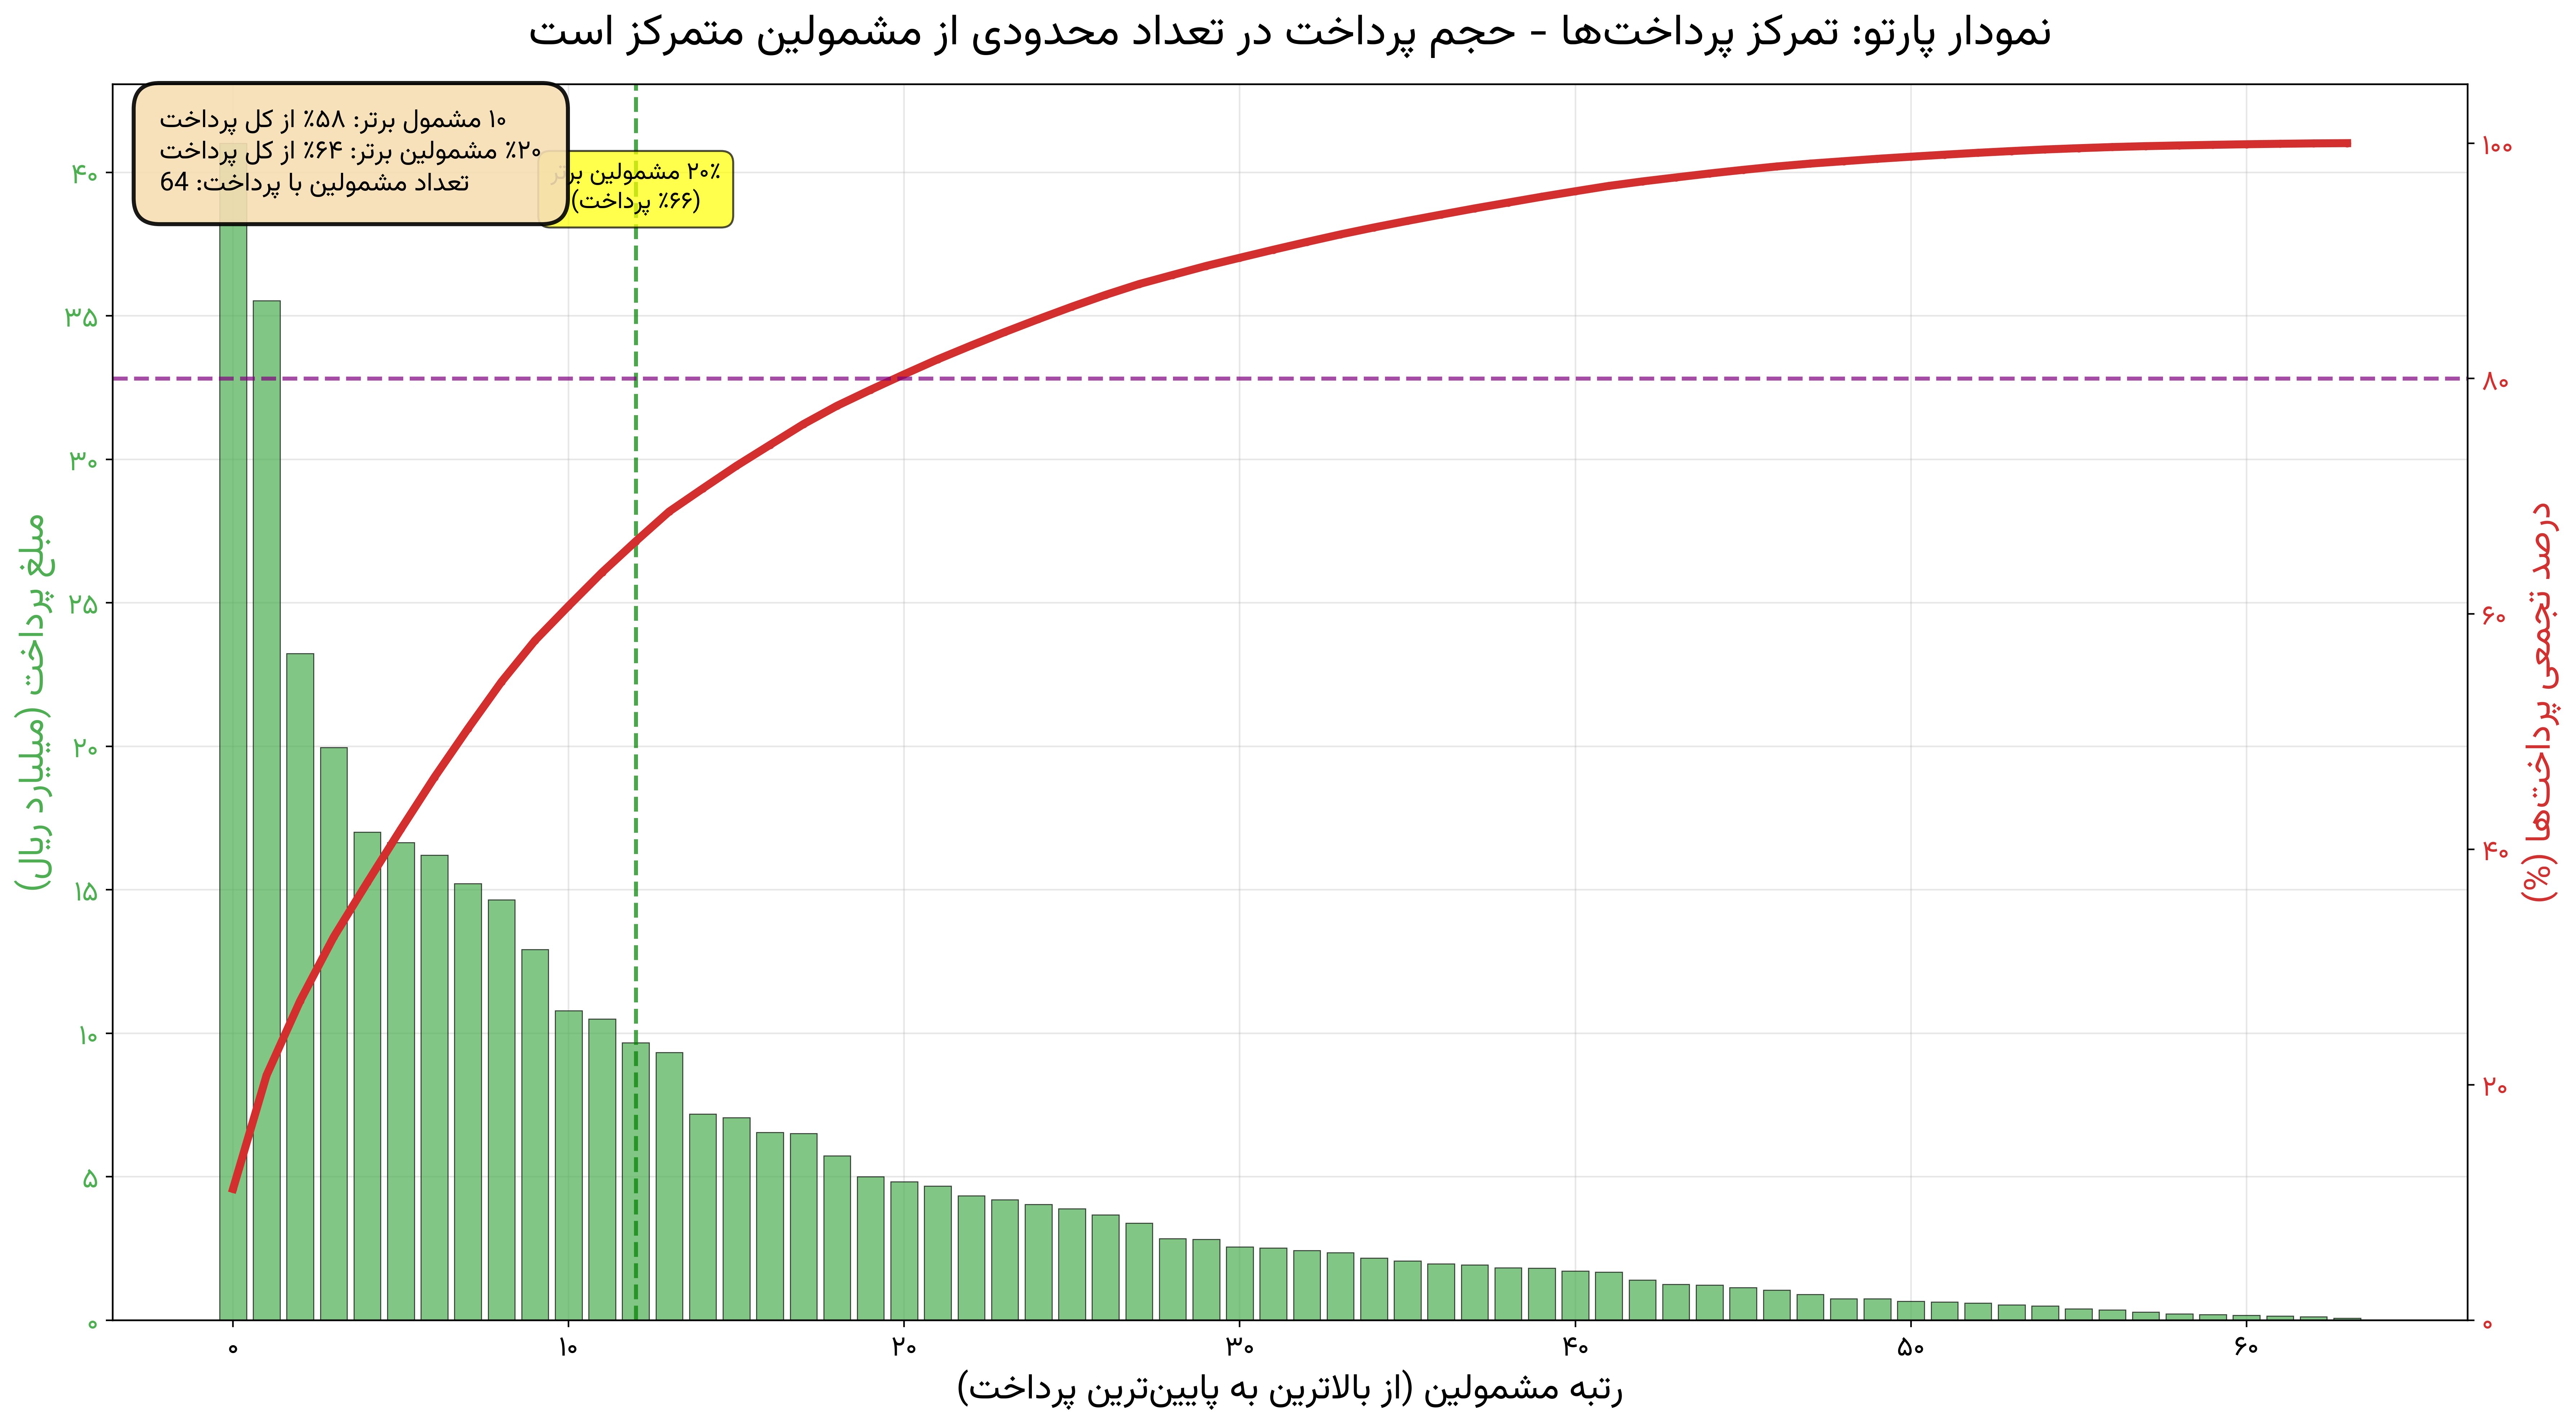 نمودار پارتو: تمرکز پرداخت‌ها - حجم پرداخت در تعداد محدودی از مشمولین متمرکز است
۱۰ مشمول برتر: ۵۸٪ از کل پرداخت
۲۰٪ مشمولین برتر: ۶۴٪ از کل پرداخت
تعداد مشمولین با پرداخت: 64
۲۰٪ مشمولین برتر
(۶۶٪ پرداخت)
مبلغ پرداخت (میلیارد ریال)
۴۰
۳۵
۳۰
۲۵
۲۰
۱۵
۱۰
۵
۰
درصد تجمعی پرداخت‌ها (%)
۱۰۰
۸۰
۶۰
۴۰
۲۰
۰
۰ ۱۰ ۲۰ ۳۰ ۴۰ ۵۰ ۶۰
رتبه مشمولین (از بالاترین به پایین‌ترین پرداخت)